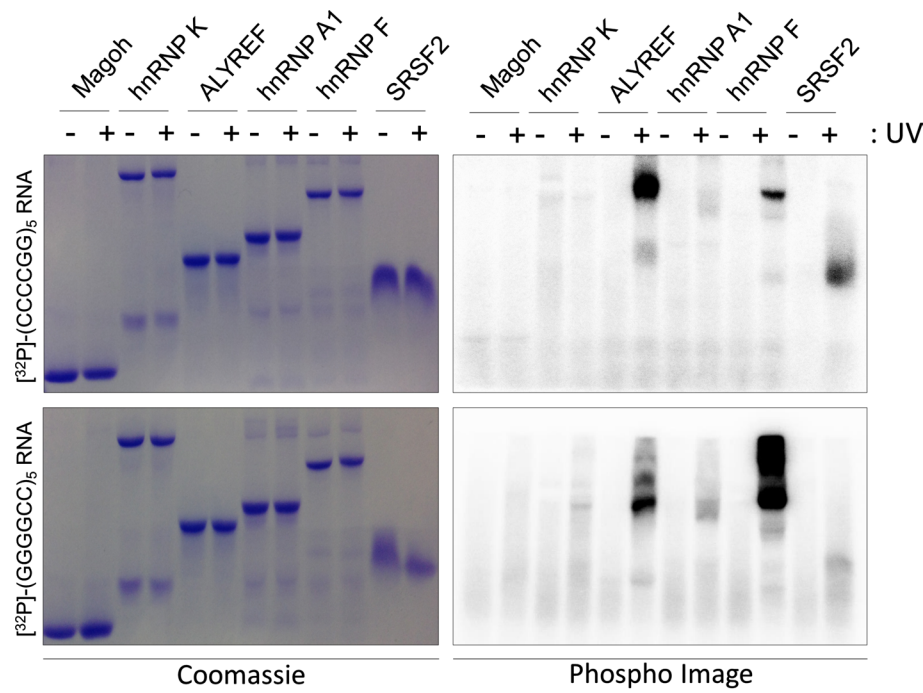 Magoh hnRNP K ALYREF hnRNP A1 hnRNP F SRSF2 Magoh hnRNP K ALYREF hnRNP A1 hnRNP F SRSF2
- + - + - + - + - + - + - + - + - + - + - + - + : UV
[³²P]-(CCCCGG)₅ RNA
[³²P]-(GGGGCC)₅ RNA
Coomassie Phospho Image